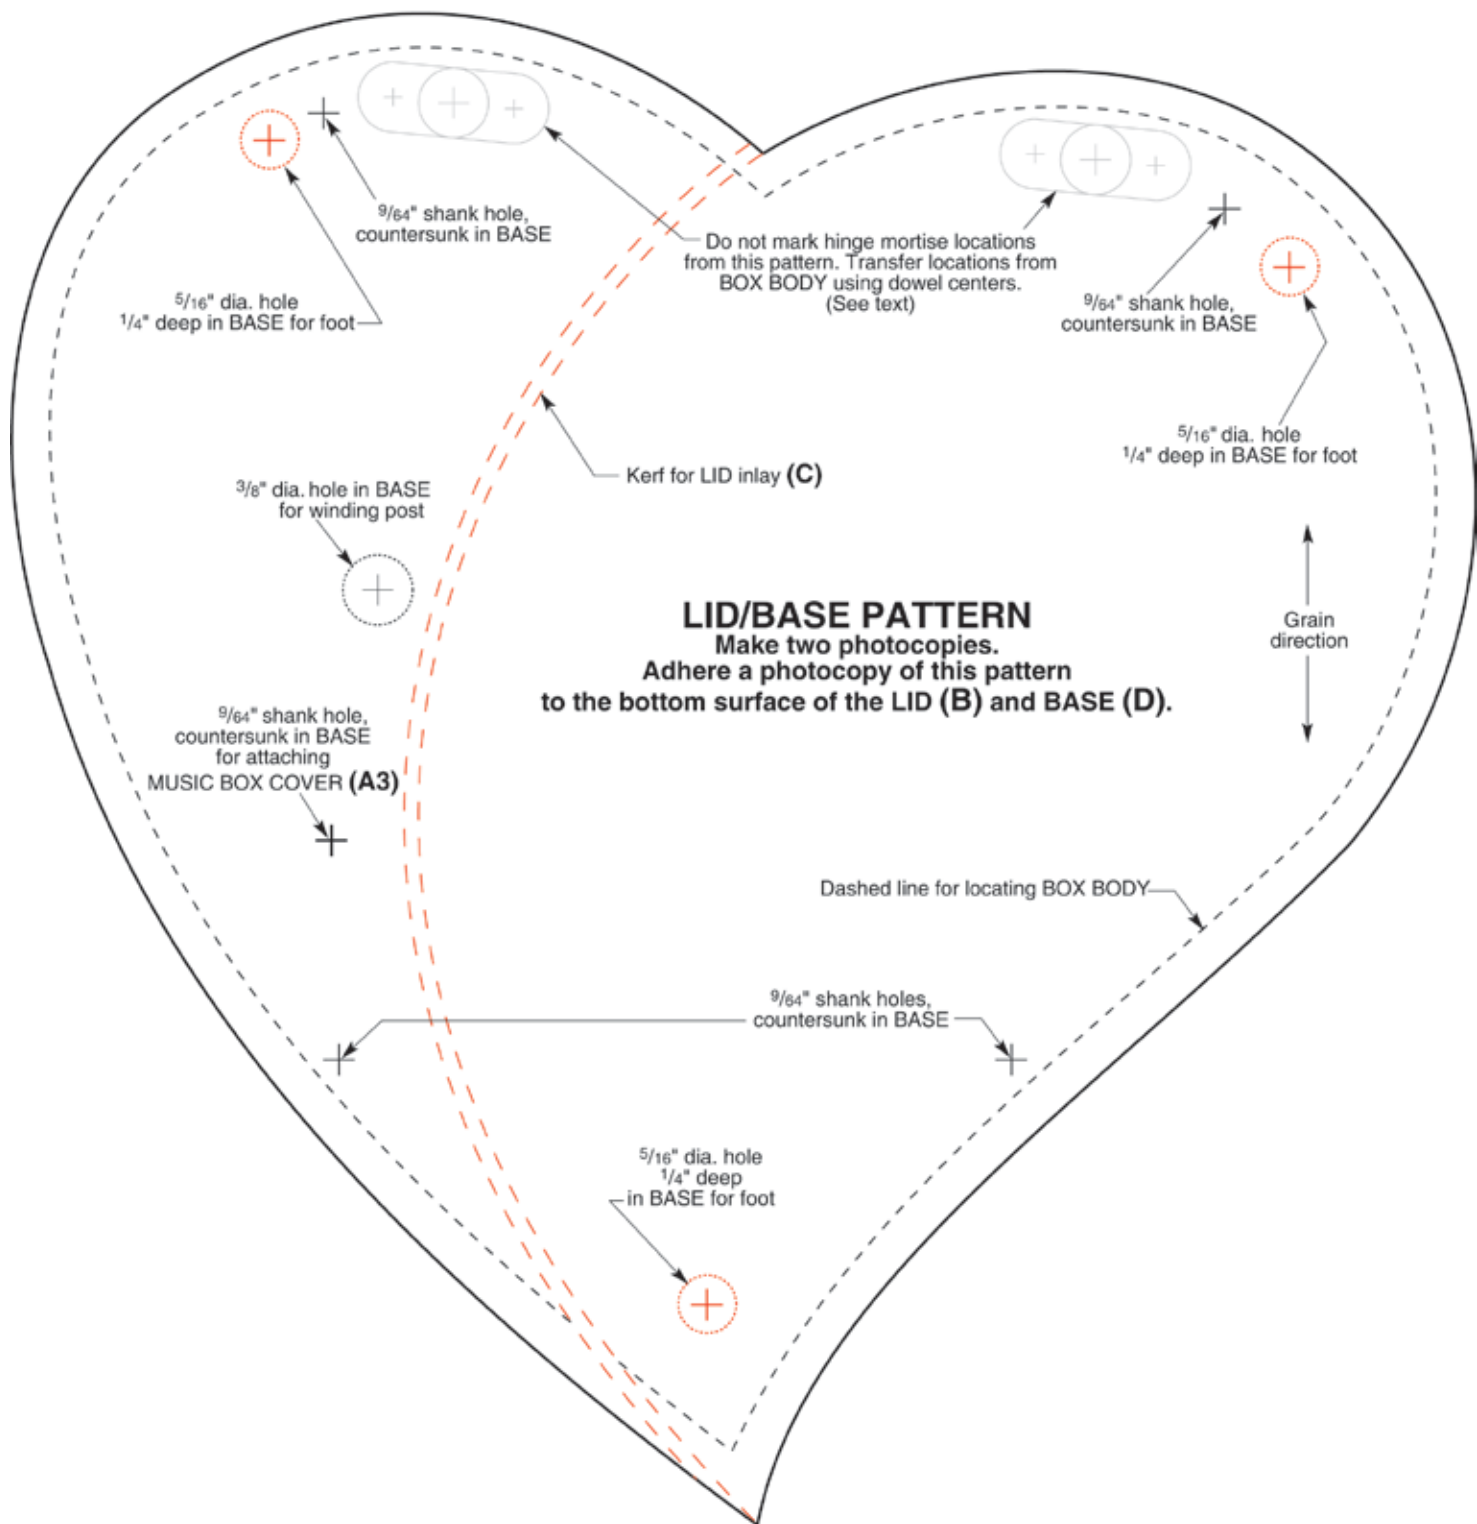 9/64" shank hole,
countersunk in BASE
5/16" dia. hole
1/4" deep in BASE for foot
Do not mark hinge mortise locations
from this pattern. Transfer locations from
BOX BODY using dowel centers.
(See text)
9/64" shank hole,
countersunk in BASE
5/16" dia. hole
1/4" deep in BASE for foot
Kerf for LID inlay (C)
3/8" dia. hole in BASE
for winding post
LID/BASE PATTERN
Make two photocopies.
Adhere a photocopy of this pattern
to the bottom surface of the LID (B) and BASE (D).
Grain
direction
9/64" shank hole,
countersunk in BASE
for attaching
MUSIC BOX COVER (A3)
Dashed line for locating BOX BODY
9/64" shank holes,
countersunk in BASE
5/16" dia. hole
1/4" deep
in BASE for foot